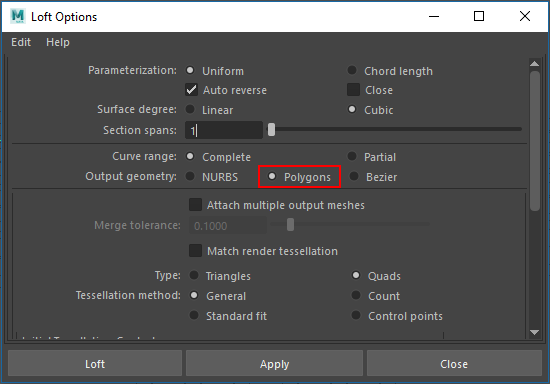 Loft Options
Edit Help
Parameterization: Uniform Chord length
Auto reverse Close
Surface degree: Linear Cubic
Section spans: 1
Curve range: Complete Partial
Output geometry: NURBS Polygons Bezier
Attach multiple output meshes
Merge tolerance: 0.1000
Match render tessellation
Type: Triangles Quads
Tessellation method: General Count
Standard fit Control points
Loft Apply Close